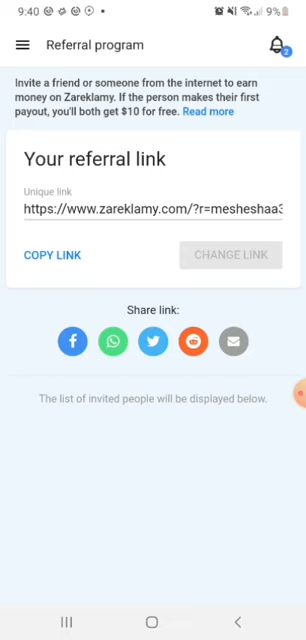 9:40
9%
Referral program
2
Invite a friend or someone from the internet to earn
money on Zareklamy. If the person makes their first
payout, you'll both get $10 for free. Read more
Your referral link
Unique link
https://www.zareklamy.com/?r=mesheshaa3
COPY LINK
CHANGE LINK
Share link:
The list of invited people will be displayed below.